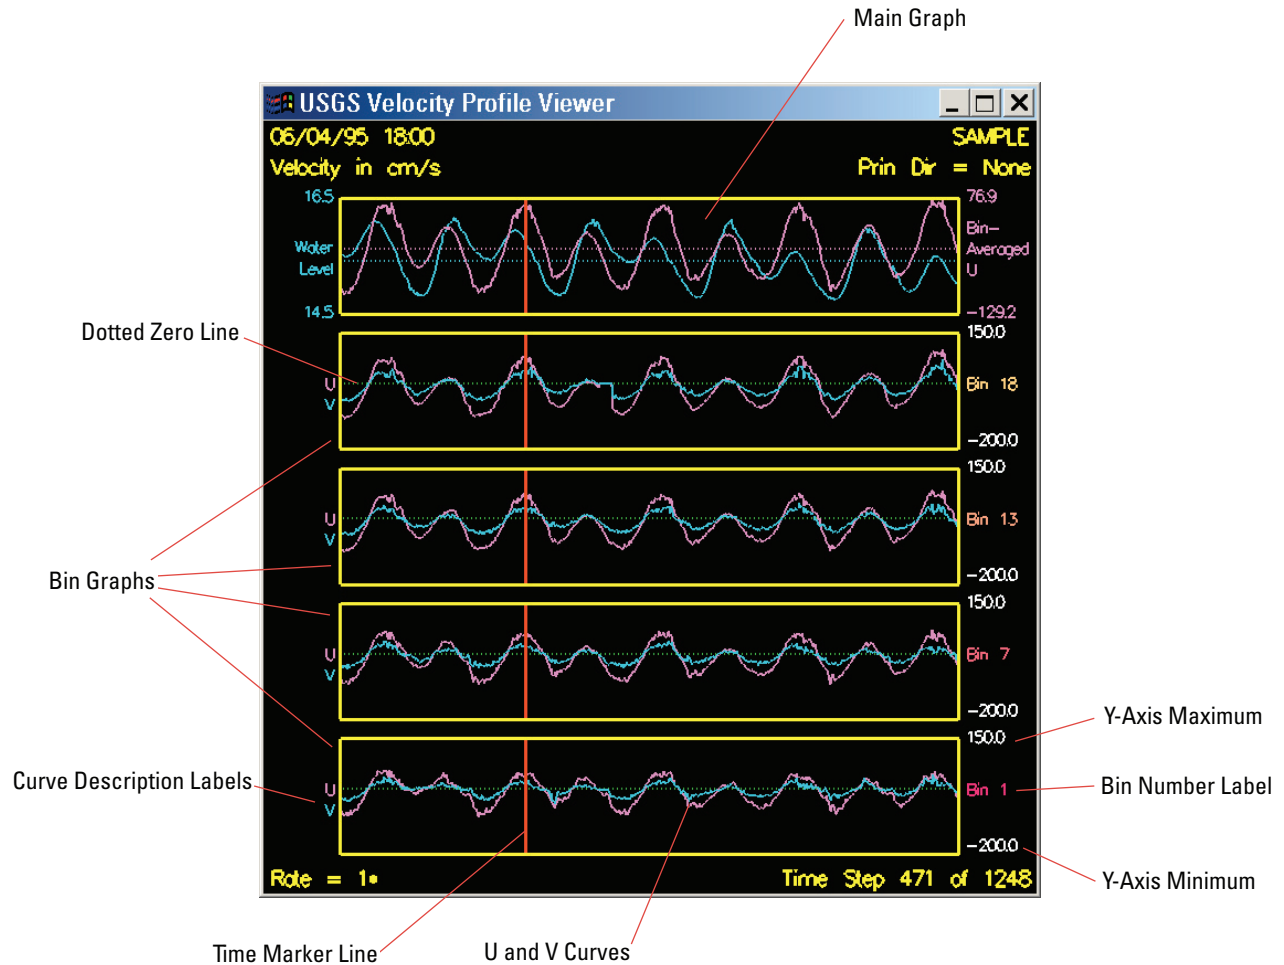 Main Graph
USGS Velocity Profile Viewer
06/04/95 18:00 SAMPLE
Velocity in cm/s Prin Dir = None
16.5 76.9
Water Level Bin-Averaged U
14.5 -129.2
Dotted Zero Line
150.0
U Bin 18
V
-200.0
150.0
U Bin 13
V
-200.0
Bin Graphs
150.0
U Bin 7
V
-200.0
Y-Axis Maximum
150.0
Curve Description Labels
U Bin 1
V
Bin Number Label
-200.0
Rate = 1* Time Step 471 of 1248
Y-Axis Minimum
Time Marker Line
U and V Curves